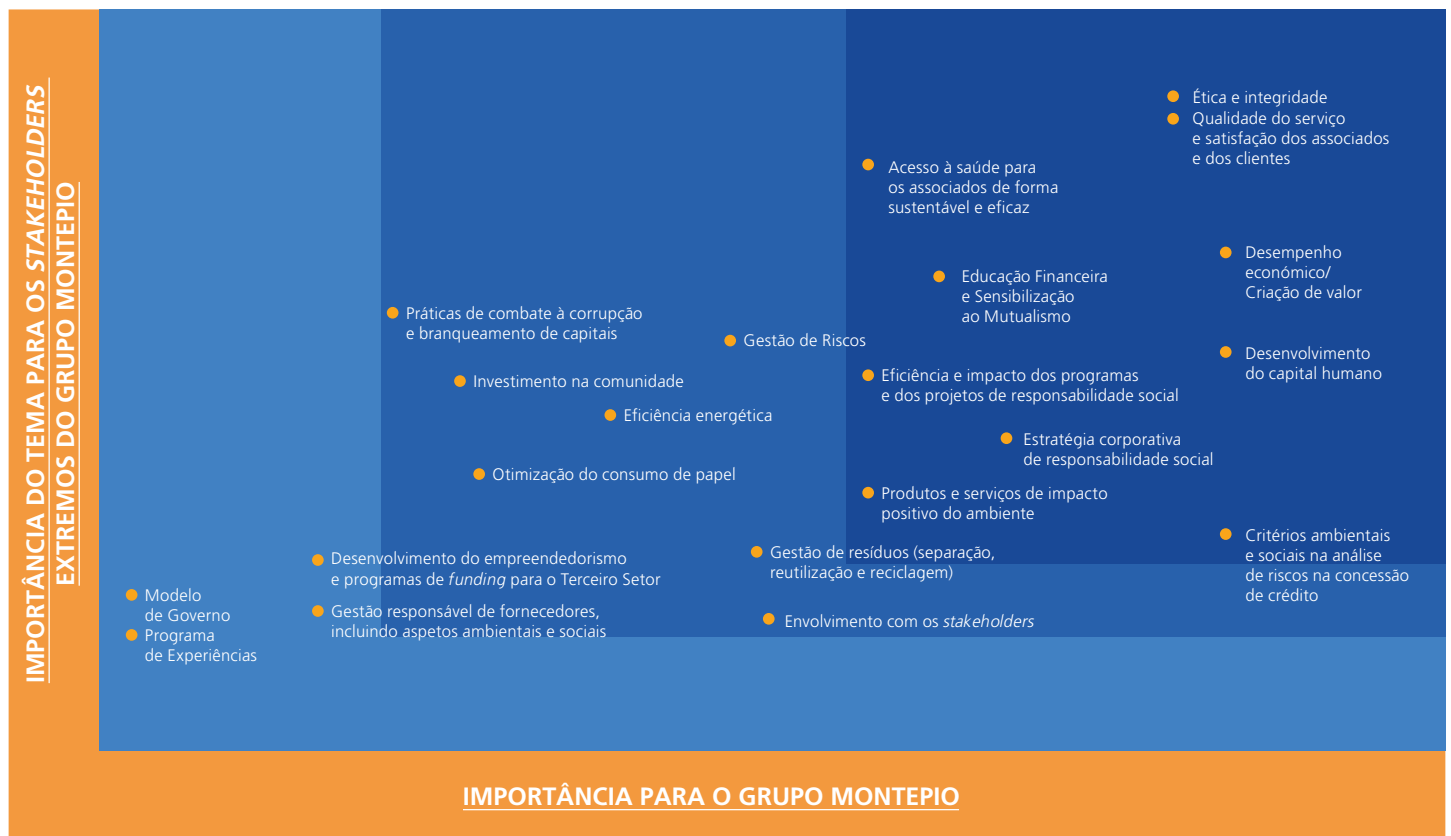 IMPORTÂNCIA DO TEMA PARA OS STAKEHOLDERS
EXTREMOS DO GRUPO MONTEPIO
Ética e integridade
Qualidade do serviço
e satisfação dos associados
e dos clientes
Acesso à saúde para
os associados de forma
sustentável e eficaz
Desempenho
económico/
Criação de valor
Educação Financeira
e Sensibilização
ao Mutualismo
Práticas de combate à corrupção
e branqueamento de capitais
Gestão de Riscos
Desenvolvimento
do capital humano
Investimento na comunidade
Eficiência e impacto dos programas
e dos projetos de responsabilidade social
Eficiência energética
Estratégia corporativa
de responsabilidade social
Otimização do consumo de papel
Produtos e serviços de impacto
positivo do ambiente
Critérios ambientais
e sociais na análise
de riscos na concessão
de crédito
Gestão de resíduos (separação,
reutilização e reciclagem)
Desenvolvimento do empreendedorismo
e programas de funding para o Terceiro Setor
Modelo
de Governo
Gestão responsável de fornecedores,
incluindo aspetos ambientais e sociais
Envolvimento com os stakeholders
Programa
de Experiências
IMPORTÂNCIA PARA O GRUPO MONTEPIO